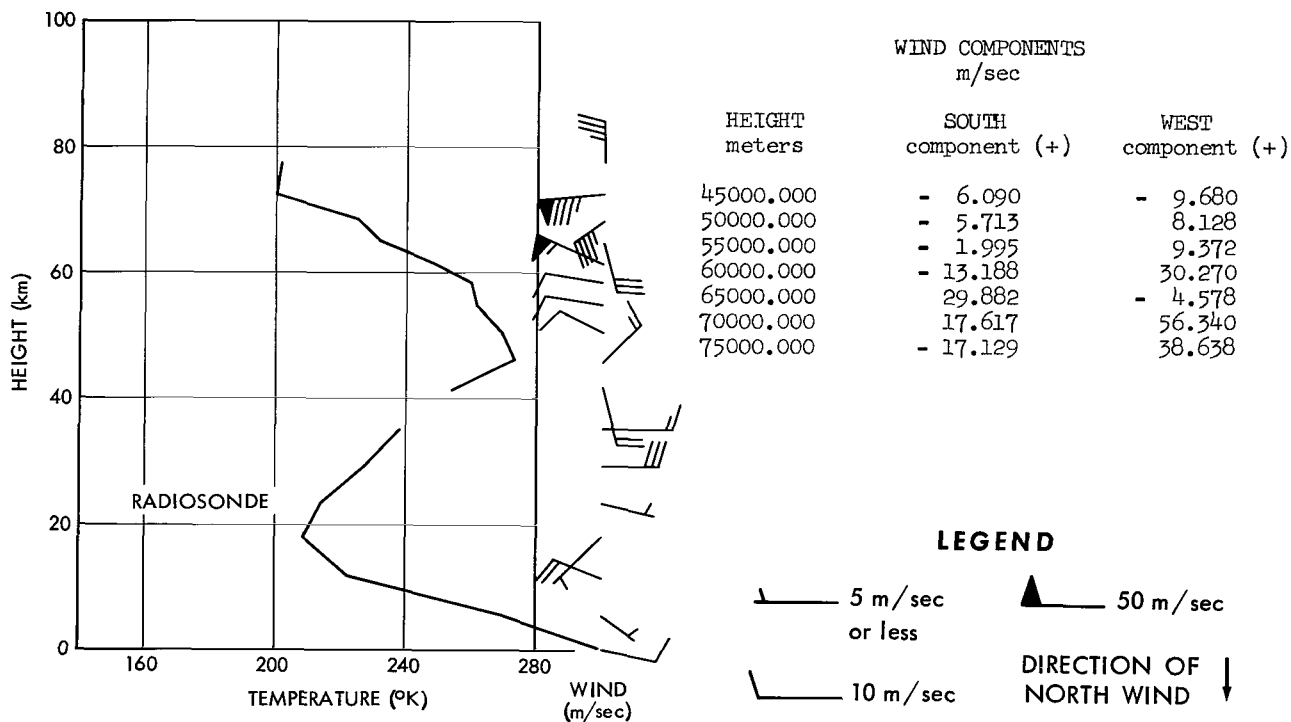 100
80
60
40
20
0
HEIGHT (km)
RADIOSONDE
160 200 240 280
TEMPERATURE (°K)
WIND
(m/sec)
WIND COMPONENTS
m/sec
HEIGHT SOUTH WEST
meters component (+) component (+)
45000.000 - 6.090 - 9.680
50000.000 - 5.713 8.128
55000.000 - 1.995 9.372
60000.000 - 13.188 30.270
65000.000 29.882 - 4.578
70000.000 17.617 56.340
75000.000 - 17.129 38.638
LEGEND
5 m/sec
or less
50 m/sec
10 m/sec
DIRECTION OF
NORTH WIND